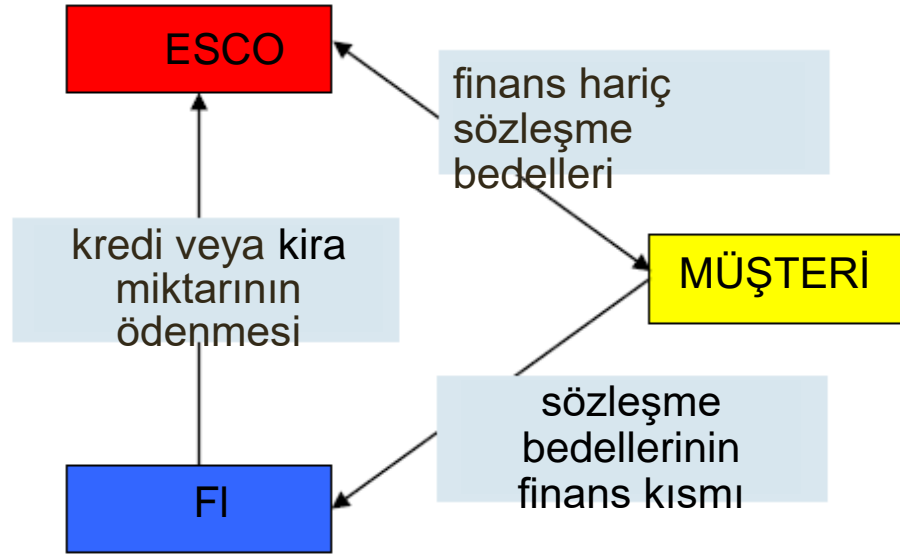 ESCO
finans hariç
sözleşme
bedelleri
kredi veya kira
miktarının
ödenmesi
MÜŞTERİ
sözleşme
bedellerinin
finans kısmı
FI